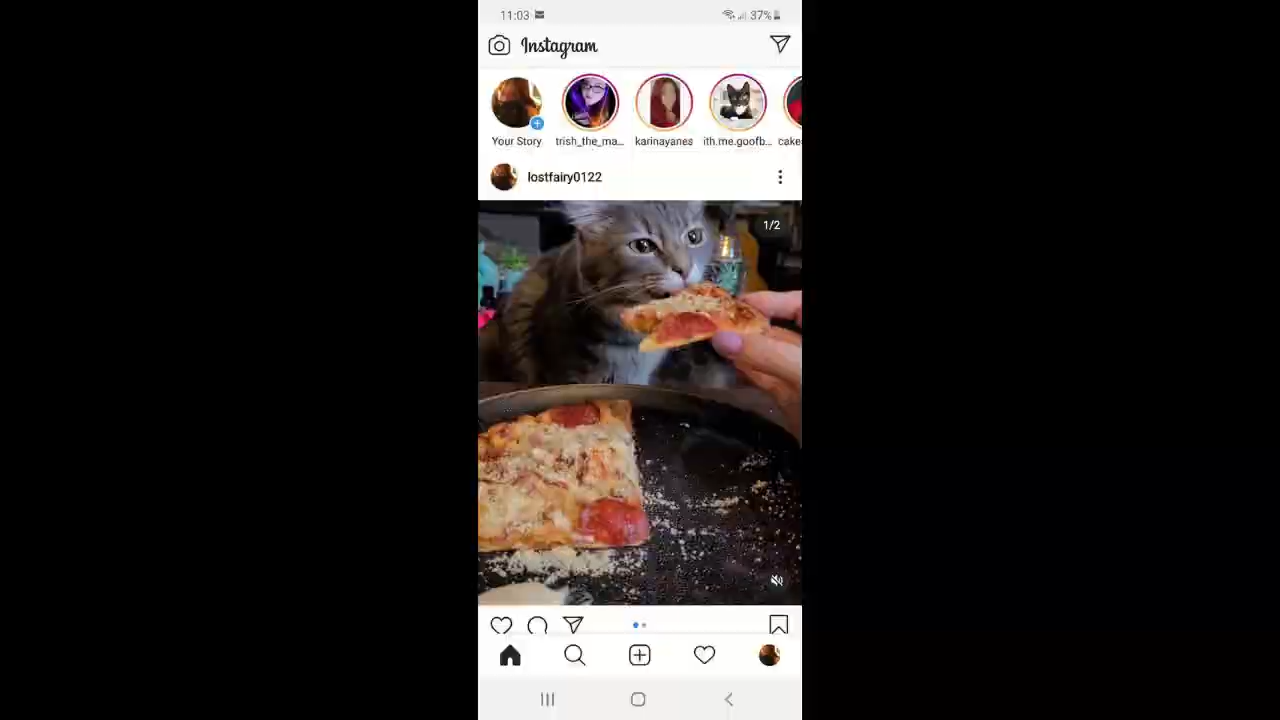 11:03 37%
Instagram
Your Story trish_the_ma... karinayanes ith.me.goofb... cake
lostfairy0122
1/2